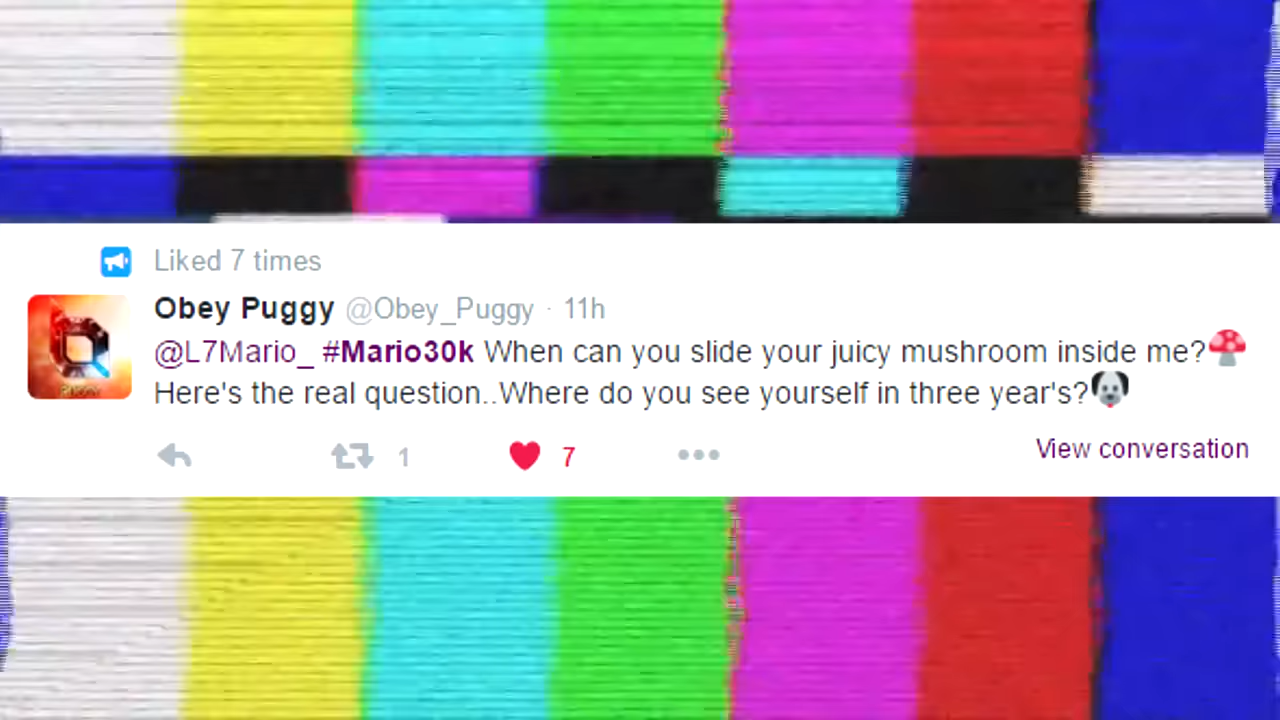 Liked 7 times
Obey Puggy @Obey_Puggy · 11h
@L7Mario_ #Mario30k When can you slide your juicy mushroom inside me?🍄
Here's the real question..Where do you see yourself in three year's?🐶
1 7 View conversation